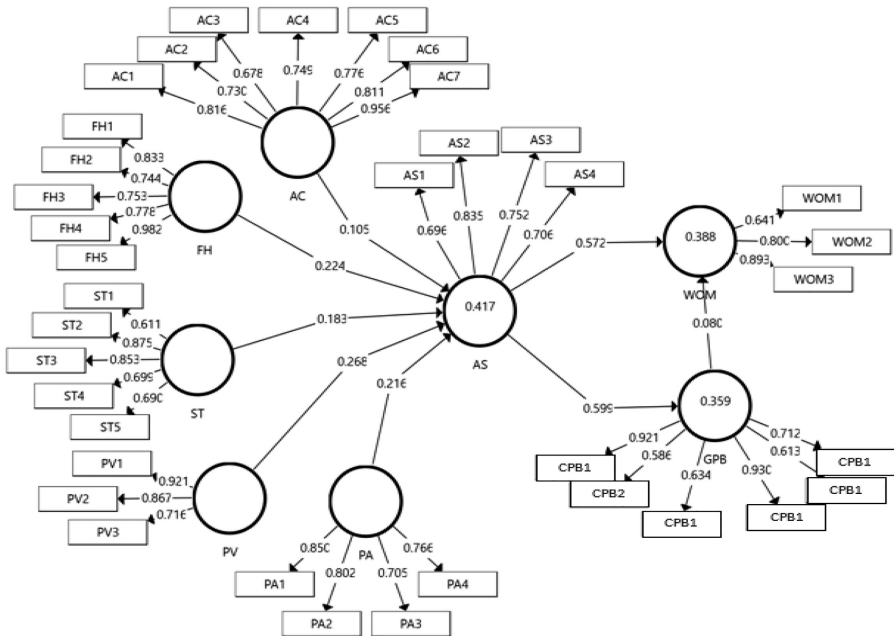 AC3
AC4
AC5
AC2
AC6
AC1
AC7
0.816
0.730
0.678
0.749
0.776
0.811
0.956
AC
FH1
FH2
FH3
FH4
FH5
0.833
0.744
0.753
0.778
0.982
FH
AS1
AS2
AS3
AS4
0.696
0.835
0.752
0.706
0.105
0.224
0.183
0.268
0.216
0.417
AS
ST1
ST2
ST3
ST4
ST5
0.611
0.875
0.853
0.699
0.690
ST
PV1
PV2
PV3
0.921
0.867
0.716
PV
PA
0.850
0.802
0.705
0.766
PA1
PA2
PA3
PA4
0.572
0.599
0.388
WOM
0.641
0.800
0.893
WOM1
WOM2
WOM3
0.080
0.359
GPB
0.921
0.586
0.634
0.930
0.613
0.712
CPB1
CPB2
CPB1
CPB1
CPB1
CPB1